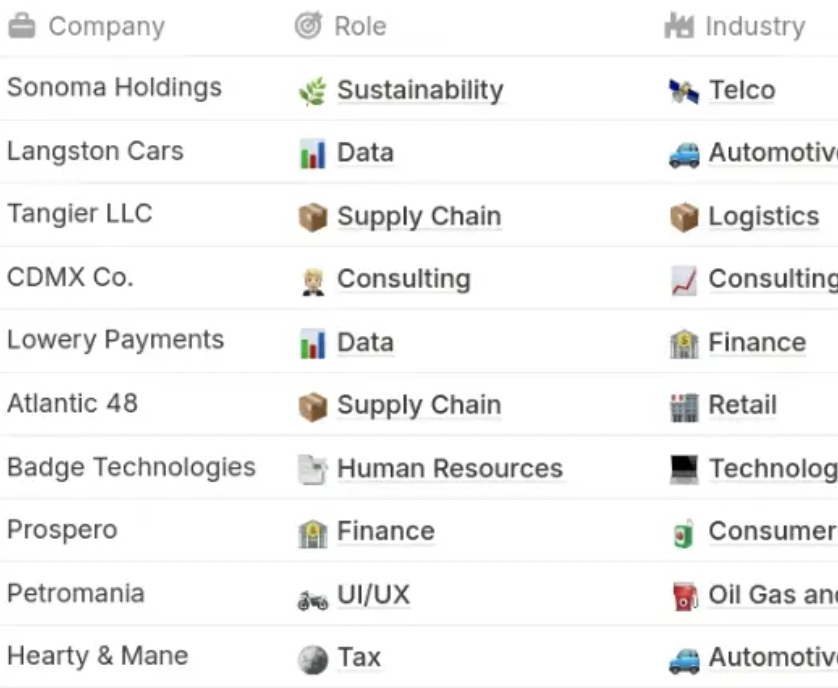 Company Role Industry
Sonoma Holdings Sustainability Telco
Langston Cars Data Automotiv
Tangier LLC Supply Chain Logistics
CDMX Co. Consulting Consulting
Lowery Payments Data Finance
Atlantic 48 Supply Chain Retail
Badge Technologies Human Resources Technolog
Prospero Finance Consumer
Petromania UI/UX Oil Gas and
Hearty & Mane Tax Automotiv